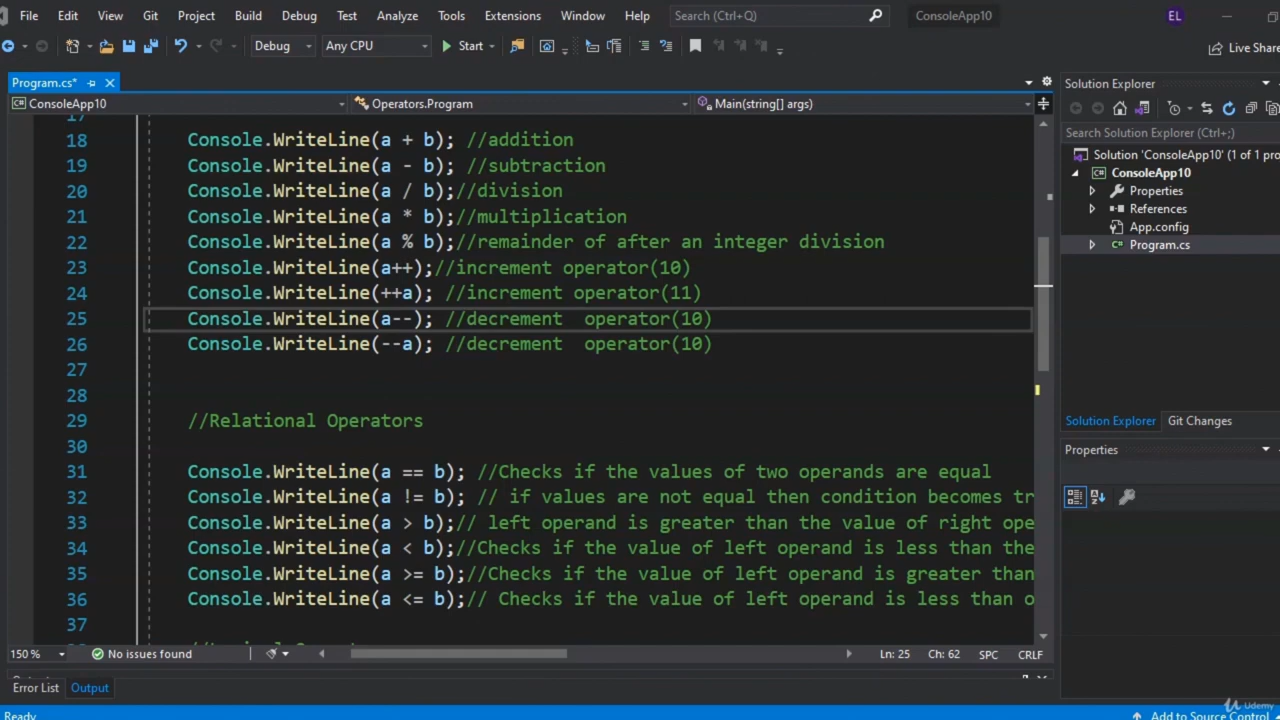 File Edit View Git Project Build Debug Test Analyze Tools Extensions Window Help Search (Ctrl+Q) ConsoleApp10 EL
Debug Any CPU Start Live Share
Program.cs*
ConsoleApp10 Operators.Program Main(string[] args)
17
18 Console.WriteLine(a + b); //addition
19 Console.WriteLine(a - b); //subtraction
20 Console.WriteLine(a / b);//division
21 Console.WriteLine(a * b);//multiplication
22 Console.WriteLine(a % b);//remainder of after an integer division
23 Console.WriteLine(a++);//increment operator(10)
24 Console.WriteLine(++a); //increment operator(11)
25 Console.WriteLine(a--); //decrement  operator(10)
26 Console.WriteLine(--a); //decrement  operator(10)
27
28
29 //Relational Operators
30
31 Console.WriteLine(a == b); //Checks if the values of two operands are equal
32 Console.WriteLine(a != b); // if values are not equal then condition becomes tr
33 Console.WriteLine(a > b);// left operand is greater than the value of right ope
34 Console.WriteLine(a < b);//Checks if the value of left operand is less than the
35 Console.WriteLine(a >= b);//Checks if the value of left operand is greater than
36 Console.WriteLine(a <= b);// Checks if the value of left operand is less than o
37
150 % No issues found Ln: 25 Ch: 62 SPC CRLF
Error List Output
Ready
Solution Explorer
Search Solution Explorer (Ctrl+;)
Solution 'ConsoleApp10' (1 of 1 pro
ConsoleApp10
Properties
References
App.config
Program.cs
Solution Explorer Git Changes
Properties
Add to Source Control
Udemy